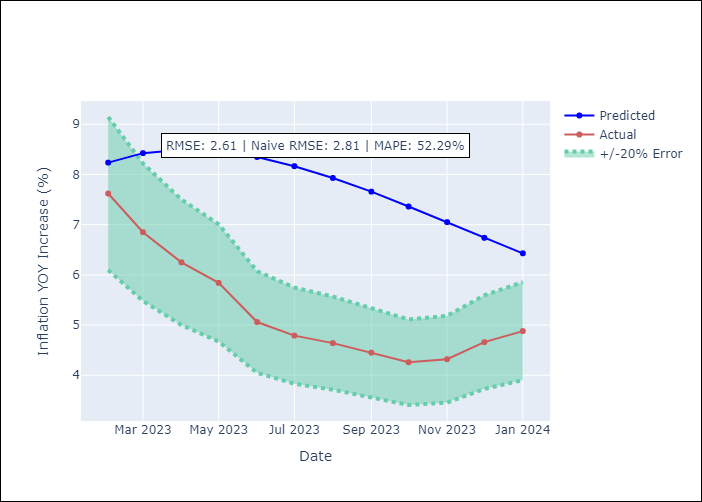 RMSE: 2.61 | Naive RMSE: 2.81 | MAPE: 52.29%
Predicted
Actual
+/-20% Error
Inflation YOY Increase (%)
9
8
7
6
5
4
Mar 2023 May 2023 Jul 2023 Sep 2023 Nov 2023 Jan 2024
Date